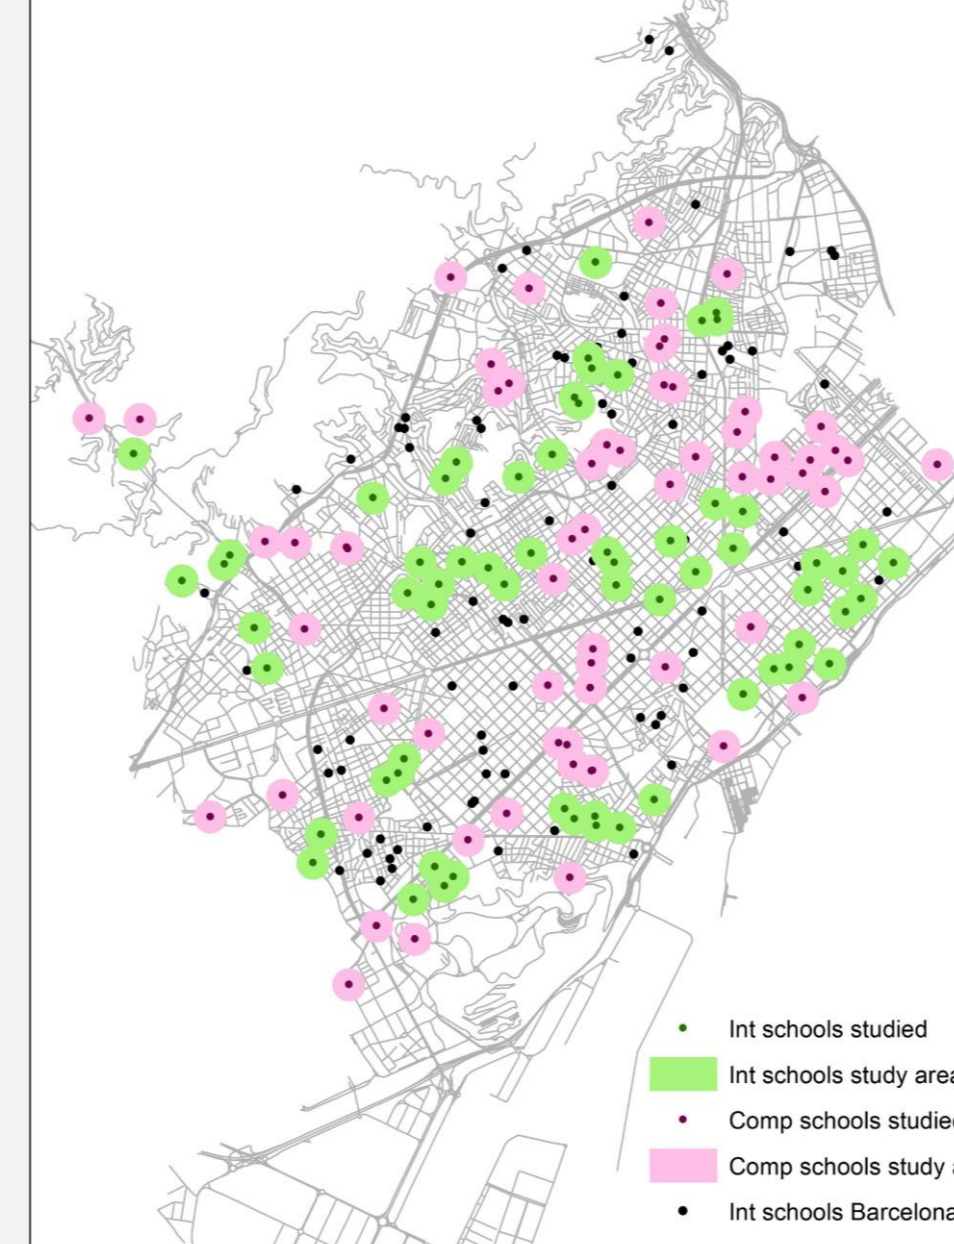 Int schools studied
Int schools study area
Comp schools studied
Comp schools study a
Int schools Barcelona